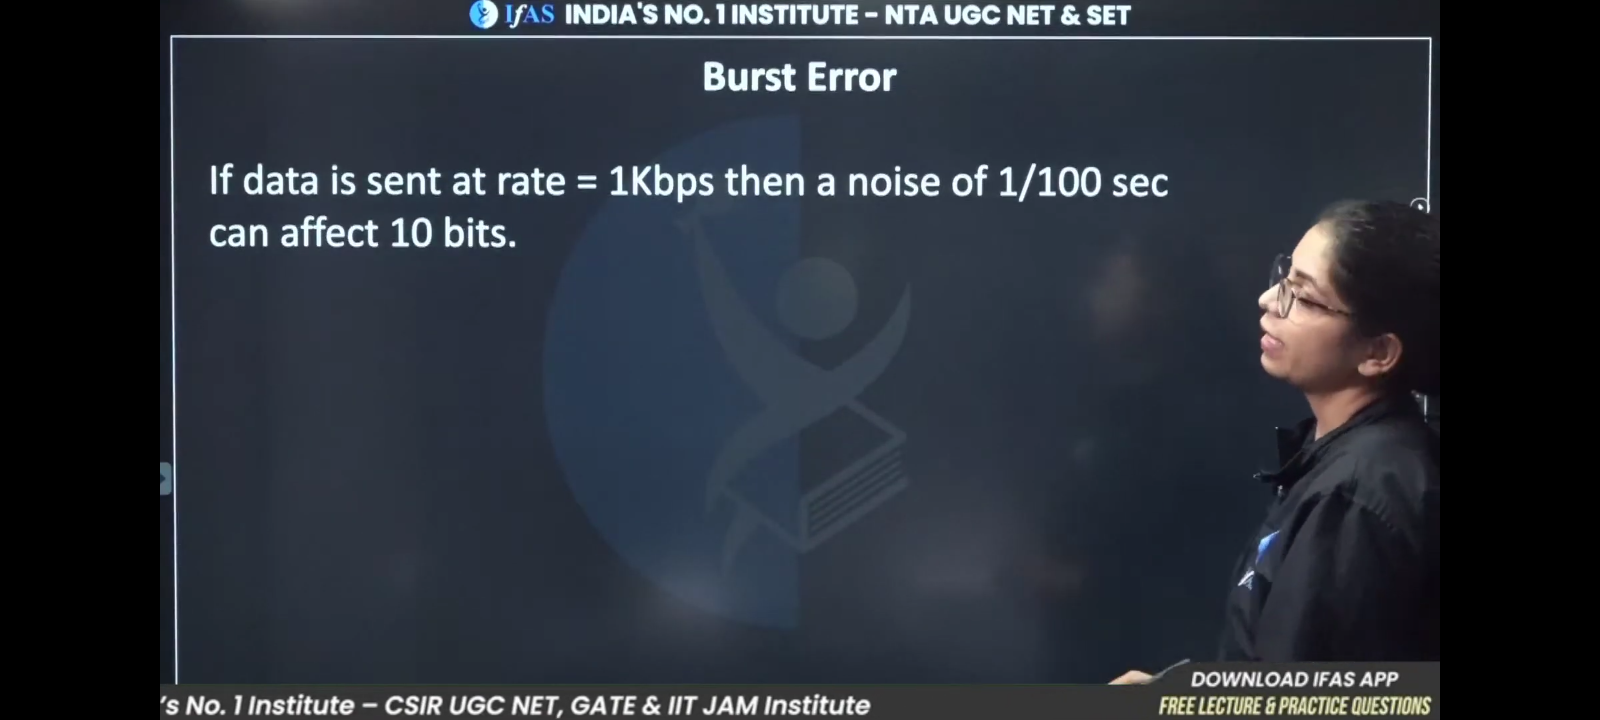 IfAS INDIA'S NO. 1 INSTITUTE – NTA UGC NET & SET
Burst Error
If data is sent at rate = 1Kbps then a noise of 1/100 sec
can affect 10 bits.
DOWNLOAD IFAS APP
's No. 1 Institute – CSIR UGC NET, GATE & IIT JAM Institute
FREE LECTURE & PRACTICE QUESTIONS